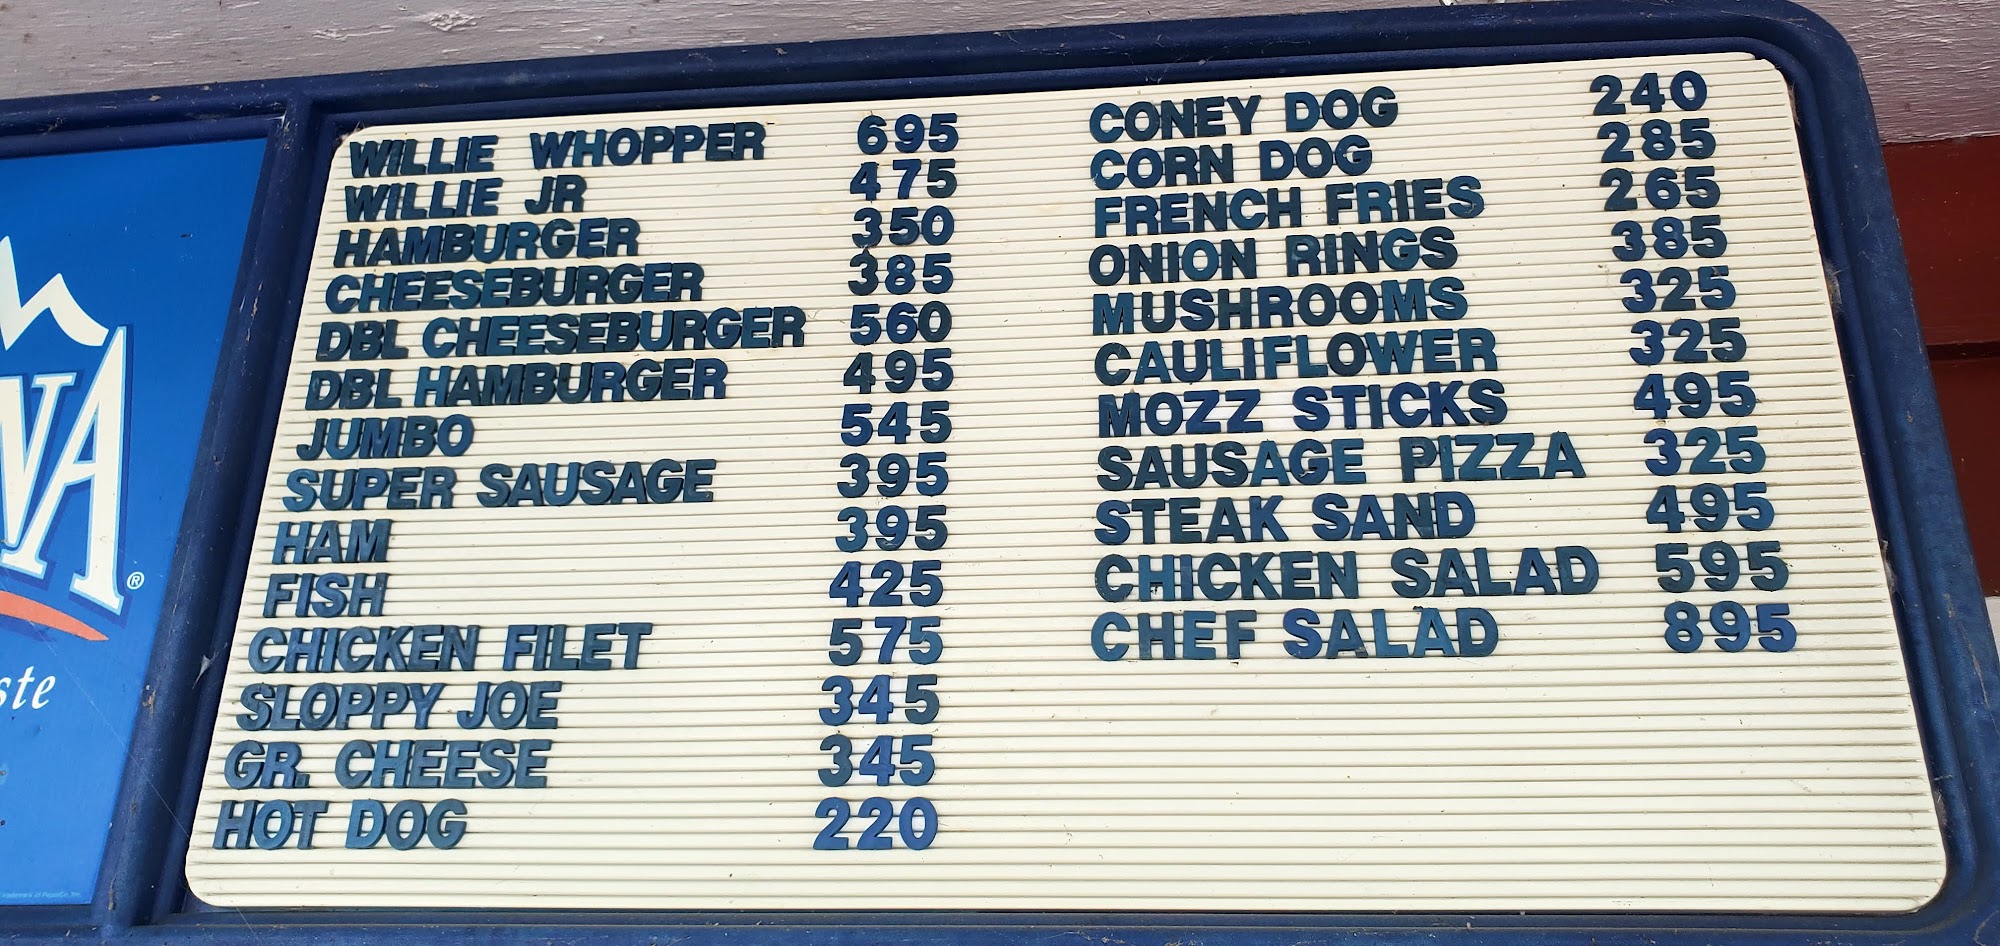 WILLIE WHOPPER 695
WILLIE JR 475
HAMBURGER 350
CHEESEBURGER 385
DBL CHEESEBURGER 560
DBL HAMBURGER 495
JUMBO 545
SUPER SAUSAGE 395
HAM 395
FISH 425
CHICKEN FILET 575
SLOPPY JOE 345
GR. CHEESE 345
HOT DOG 220
CONEY DOG 240
CORN DOG 285
FRENCH FRIES 265
ONION RINGS 385
MUSHROOMS 325
CAULIFLOWER 325
MOZZ STICKS 495
SAUSAGE PIZZA 325
STEAK SAND 495
CHICKEN SALAD 595
CHEF SALAD 895
NA®
ste